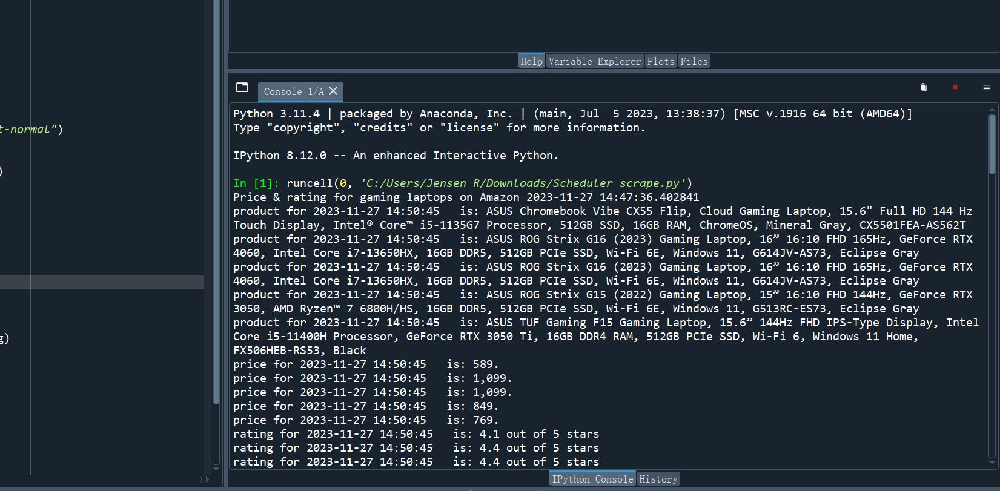 t-normal")
)
g)
Help Variable Explorer Plots Files
Console 1/A
Python 3.11.4 | packaged by Anaconda, Inc. | (main, Jul  5 2023, 13:38:37) [MSC v.1916 64 bit (AMD64)]
Type "copyright", "credits" or "license" for more information.
IPython 8.12.0 -- An enhanced Interactive Python.
In [1]: runcell(0, 'C:/Users/Jensen R/Downloads/Scheduler scrape.py')
Price & rating for gaming laptops on Amazon 2023-11-27 14:47:36.402841
product for 2023-11-27 14:50:45   is: ASUS Chromebook Vibe CX55 Flip, Cloud Gaming Laptop, 15.6" Full HD 144 Hz
Touch Display, Intel® Core™ i5-1135G7 Processor, 512GB SSD, 16GB RAM, ChromeOS, Mineral Gray, CX5501FEA-AS562T
product for 2023-11-27 14:50:45   is: ASUS ROG Strix G16 (2023) Gaming Laptop, 16” 16:10 FHD 165Hz, GeForce RTX
4060, Intel Core i7-13650HX, 16GB DDR5, 512GB PCIe SSD, Wi-Fi 6E, Windows 11, G614JV-AS73, Eclipse Gray
product for 2023-11-27 14:50:45   is: ASUS ROG Strix G16 (2023) Gaming Laptop, 16” 16:10 FHD 165Hz, GeForce RTX
4060, Intel Core i7-13650HX, 16GB DDR5, 512GB PCIe SSD, Wi-Fi 6E, Windows 11, G614JV-AS73, Eclipse Gray
product for 2023-11-27 14:50:45   is: ASUS ROG Strix G15 (2022) Gaming Laptop, 15” 16:10 FHD 144Hz, GeForce RTX
3050, AMD Ryzen™ 7 6800H/HS, 16GB DDR5, 512GB PCIe SSD, Wi-Fi 6E, Windows 11, G513RC-ES73, Eclipse Gray
product for 2023-11-27 14:50:45   is: ASUS TUF Gaming F15 Gaming Laptop, 15.6” 144Hz FHD IPS-Type Display, Intel
Core i5-11400H Processor, GeForce RTX 3050 Ti, 16GB DDR4 RAM, 512GB PCIe SSD, Wi-Fi 6, Windows 11 Home,
FX506HEB-RS53, Black
price for 2023-11-27 14:50:45   is: 589.
price for 2023-11-27 14:50:45   is: 1,099.
price for 2023-11-27 14:50:45   is: 1,099.
price for 2023-11-27 14:50:45   is: 849.
price for 2023-11-27 14:50:45   is: 769.
rating for 2023-11-27 14:50:45   is: 4.1 out of 5 stars
rating for 2023-11-27 14:50:45   is: 4.4 out of 5 stars
rating for 2023-11-27 14:50:45   is: 4.4 out of 5 stars
IPython Console History